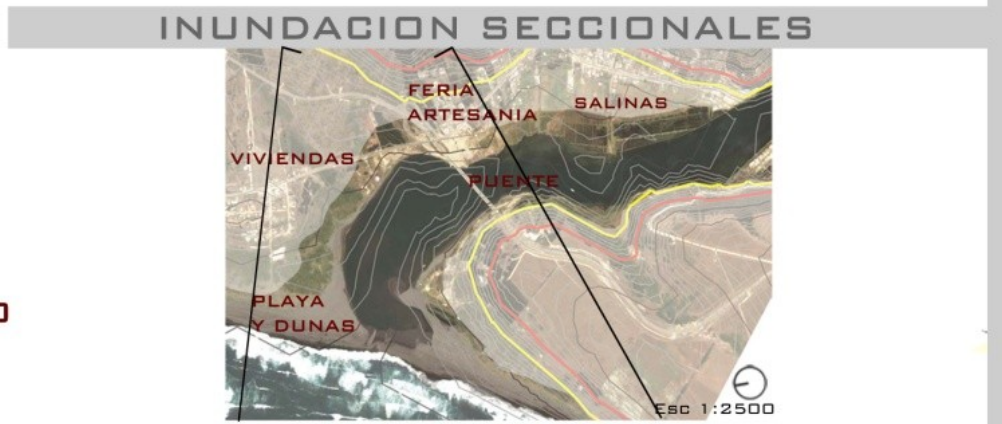 INUNDACION SECCIONALES
FERIA
ARTESANIA
SALINAS
VIVIENDAS
PUENTE
PLAYA
Y DUNAS
Esc 1:2500